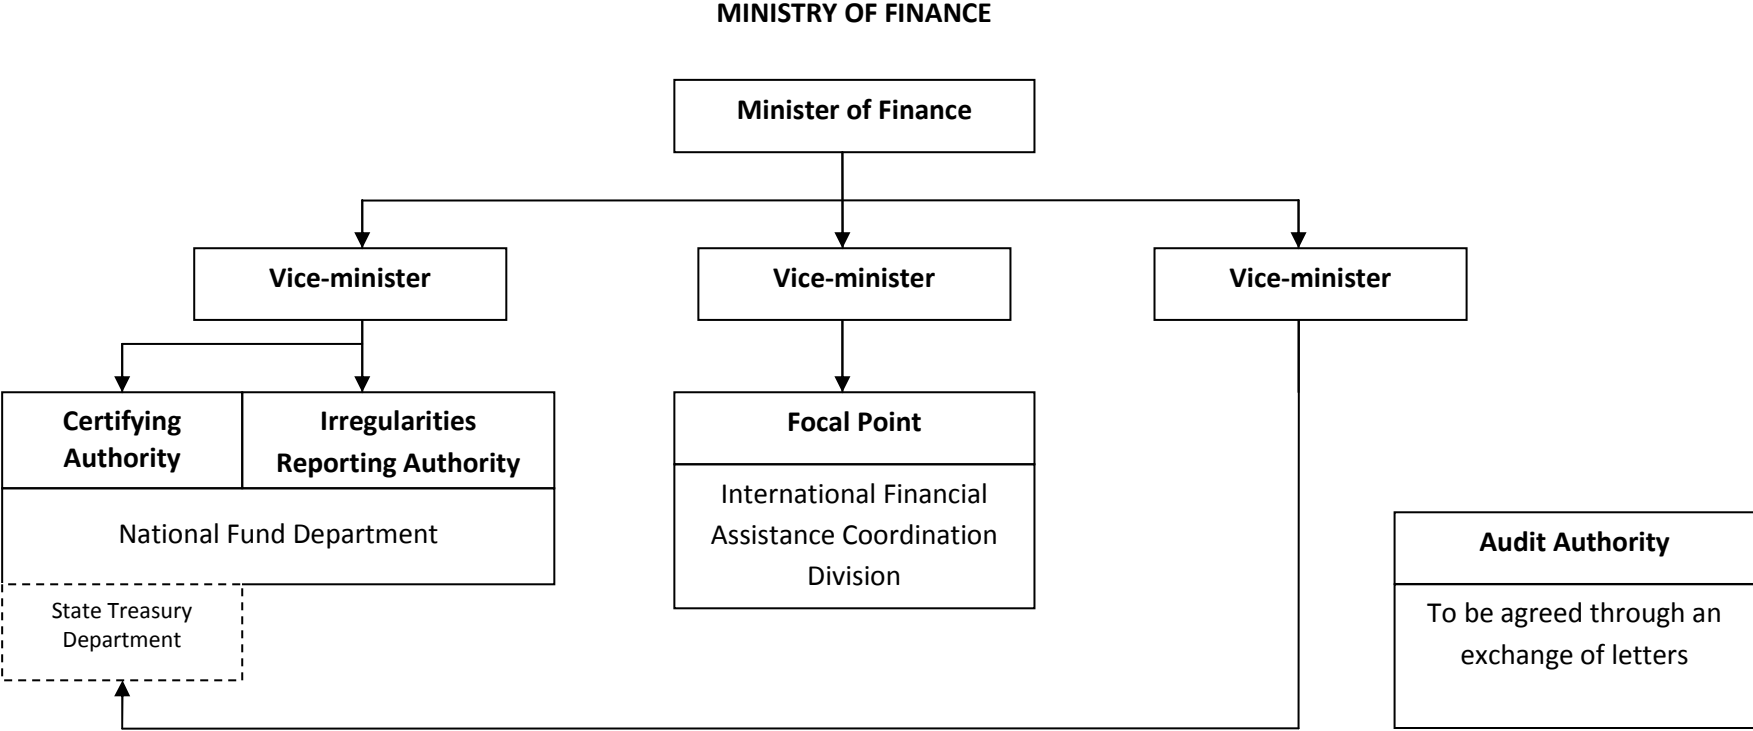 MINISTRY OF FINANCE
Minister of Finance
Vice-minister
Vice-minister
Vice-minister
Certifying
Authority
Irregularities
Reporting Authority
National Fund Department
State Treasury
Department
Focal Point
International Financial
Assistance Coordination
Division
Audit Authority
To be agreed through an
exchange of letters